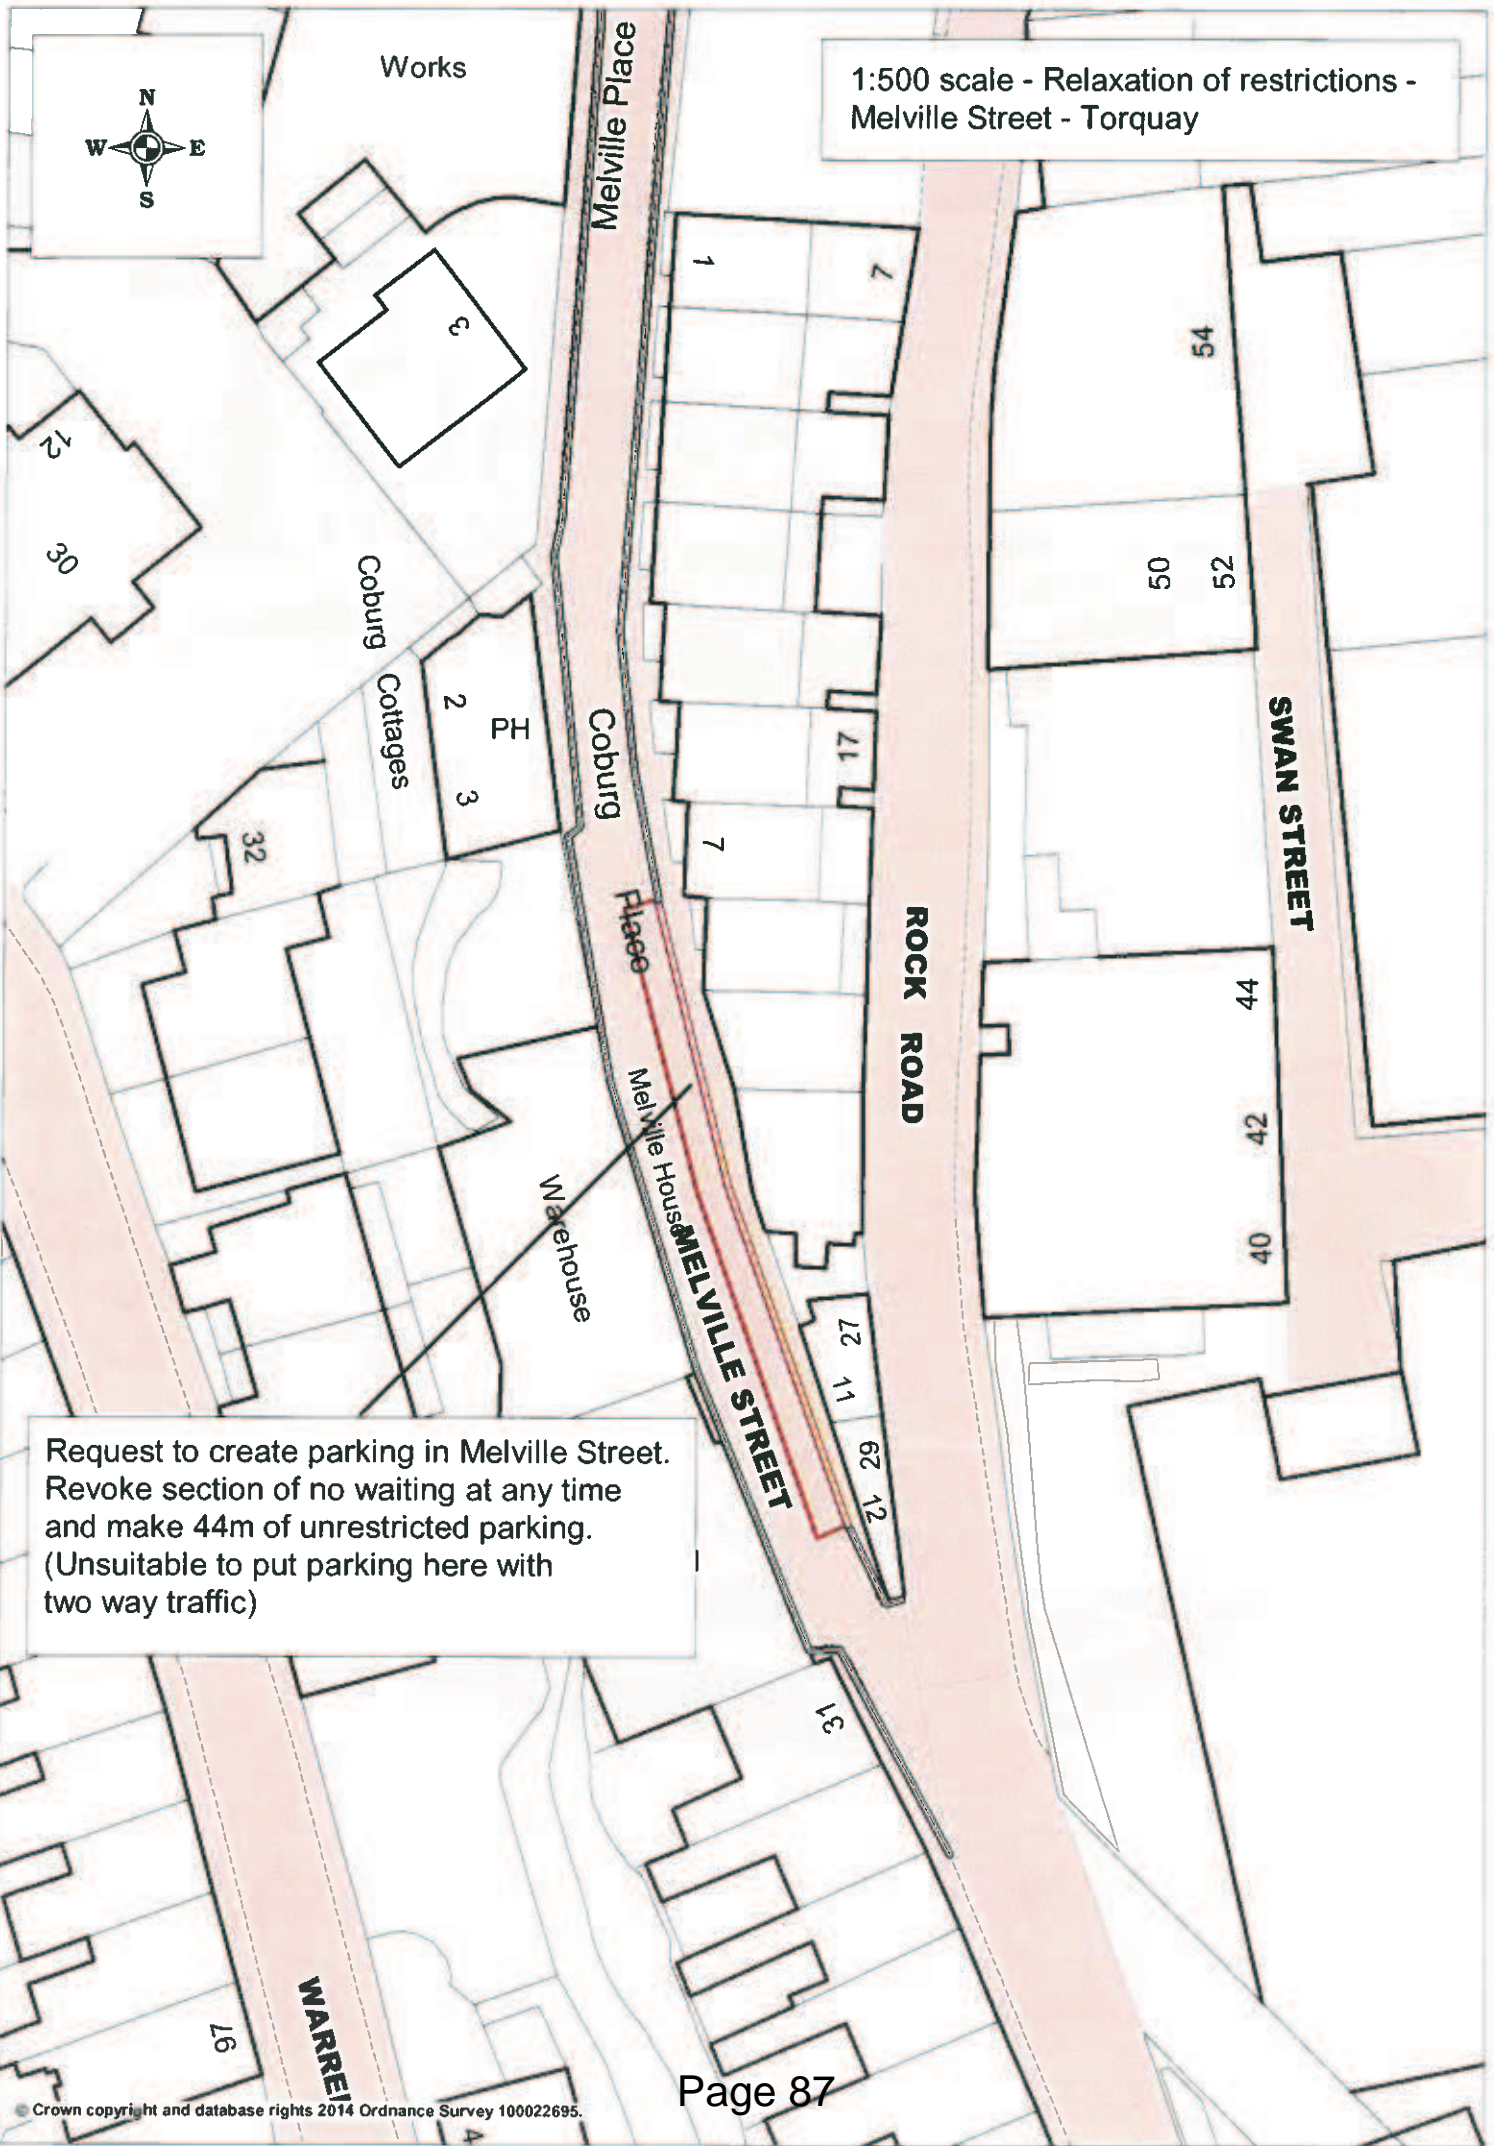 1:500 scale - Relaxation of restrictions -
Melville Street - Torquay
N
W E
S
Works
Melville Place
1
7
3
54
12
30
50
52
Coburg Cottages
2
PH
3
Coburg
Place
17
7
32
SWAN STREET
ROCK ROAD
44
42
40
Melville House
Warehouse
MELVILLE STREET
27
11
29
12
Request to create parking in Melville Street.
Revoke section of no waiting at any time
and make 44m of unrestricted parking.
(Unsuitable to put parking here with
two way traffic)
31
97
WARRE
4
Page 87
© Crown copyright and database rights 2014 Ordnance Survey 100022695.